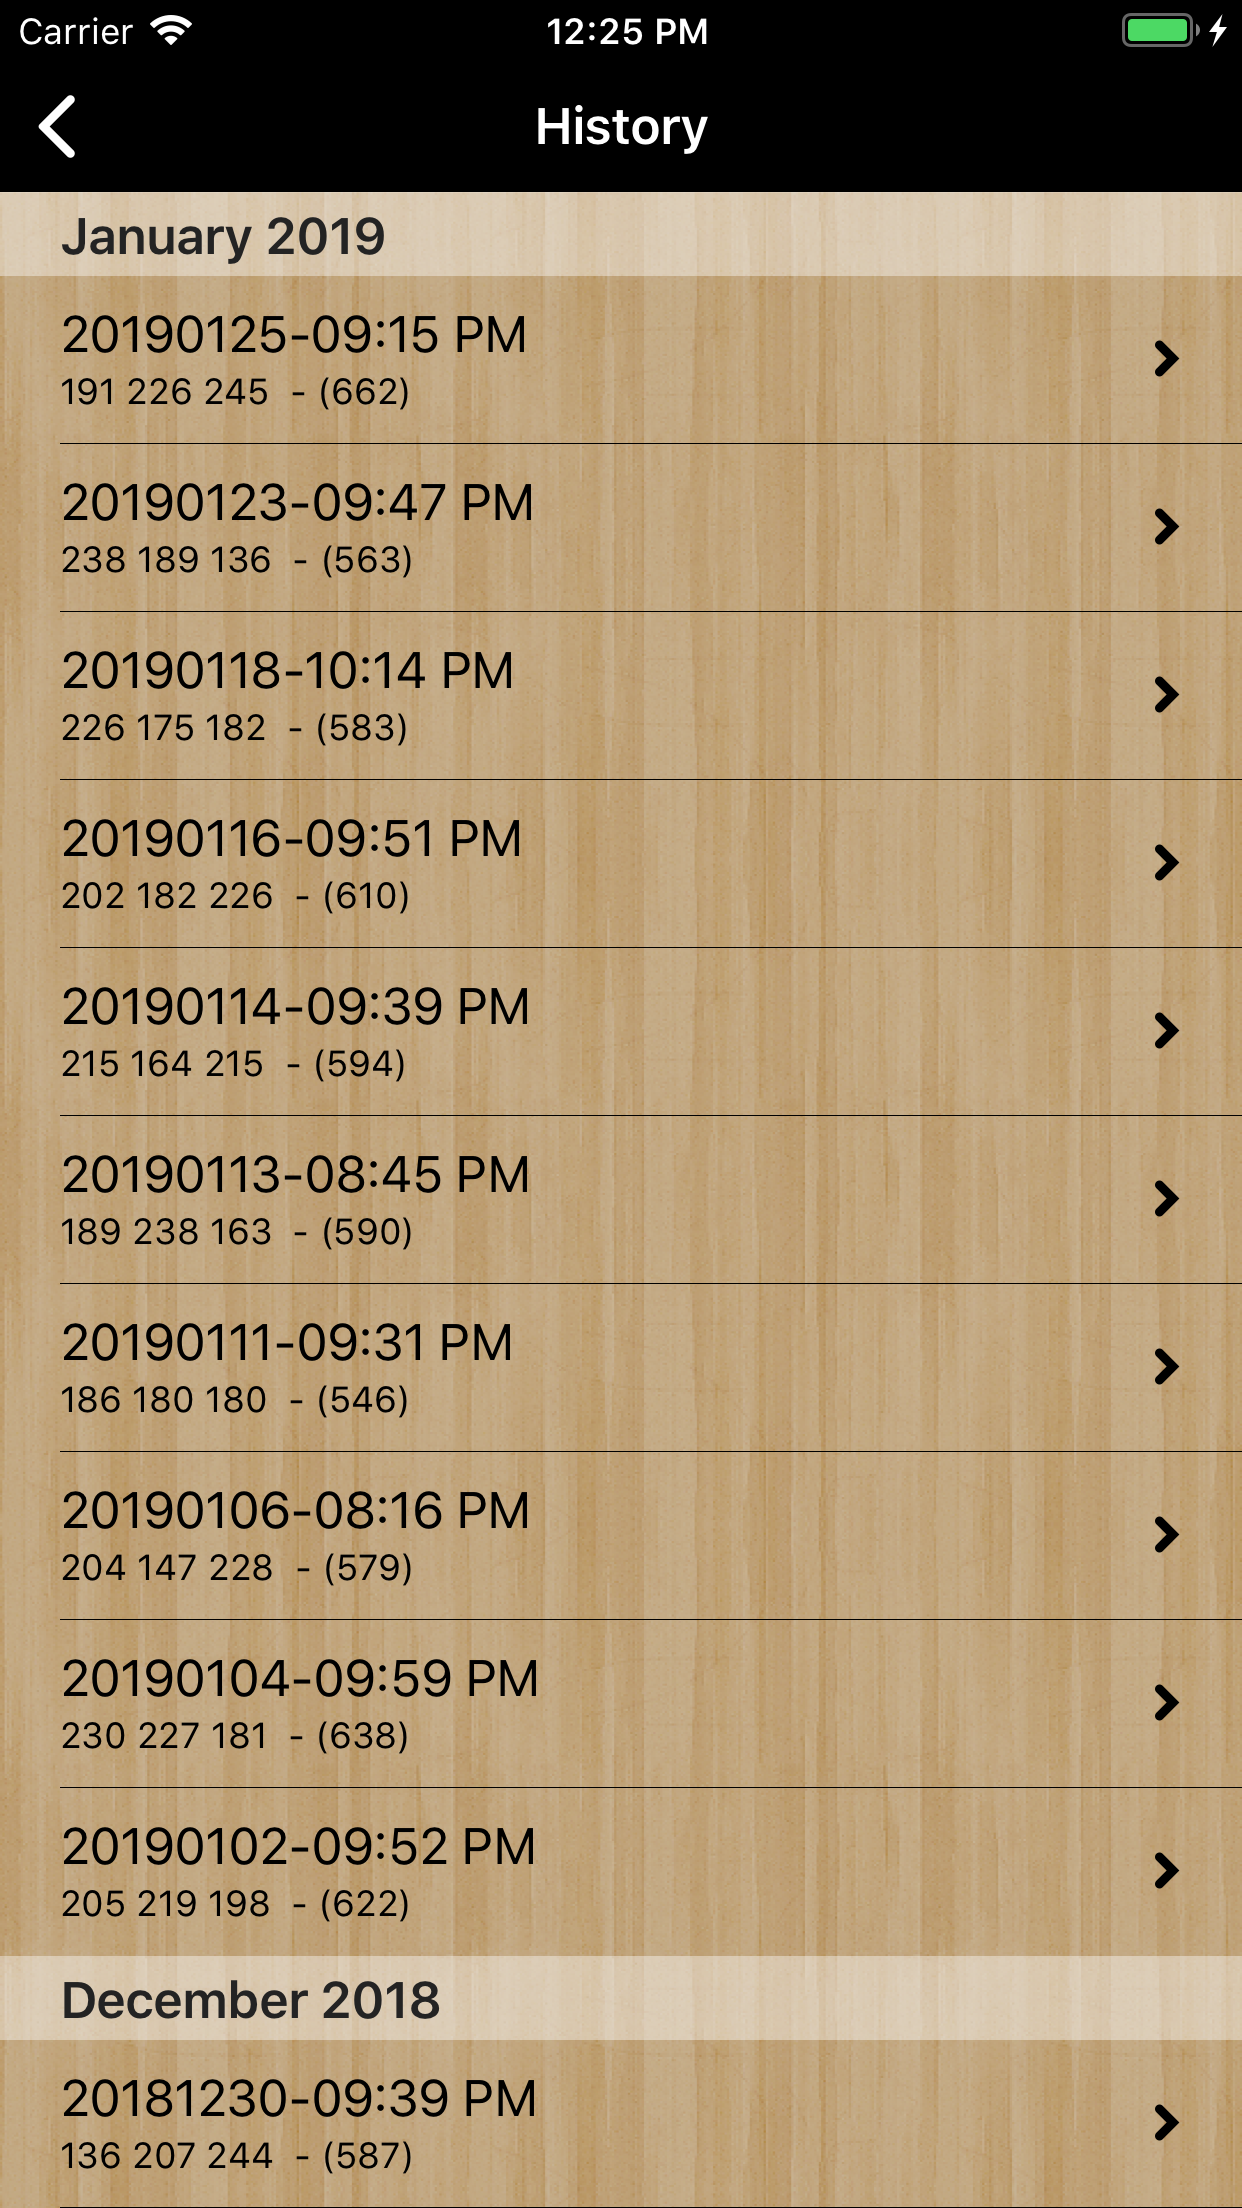 Carrier 12:25 PM
History
January 2019
20190125-09:15 PM
191 226 245  - (662)
20190123-09:47 PM
238 189 136  - (563)
20190118-10:14 PM
226 175 182  - (583)
20190116-09:51 PM
202 182 226  - (610)
20190114-09:39 PM
215 164 215  - (594)
20190113-08:45 PM
189 238 163  - (590)
20190111-09:31 PM
186 180 180  - (546)
20190106-08:16 PM
204 147 228  - (579)
20190104-09:59 PM
230 227 181  - (638)
20190102-09:52 PM
205 219 198  - (622)
December 2018
20181230-09:39 PM
136 207 244  - (587)